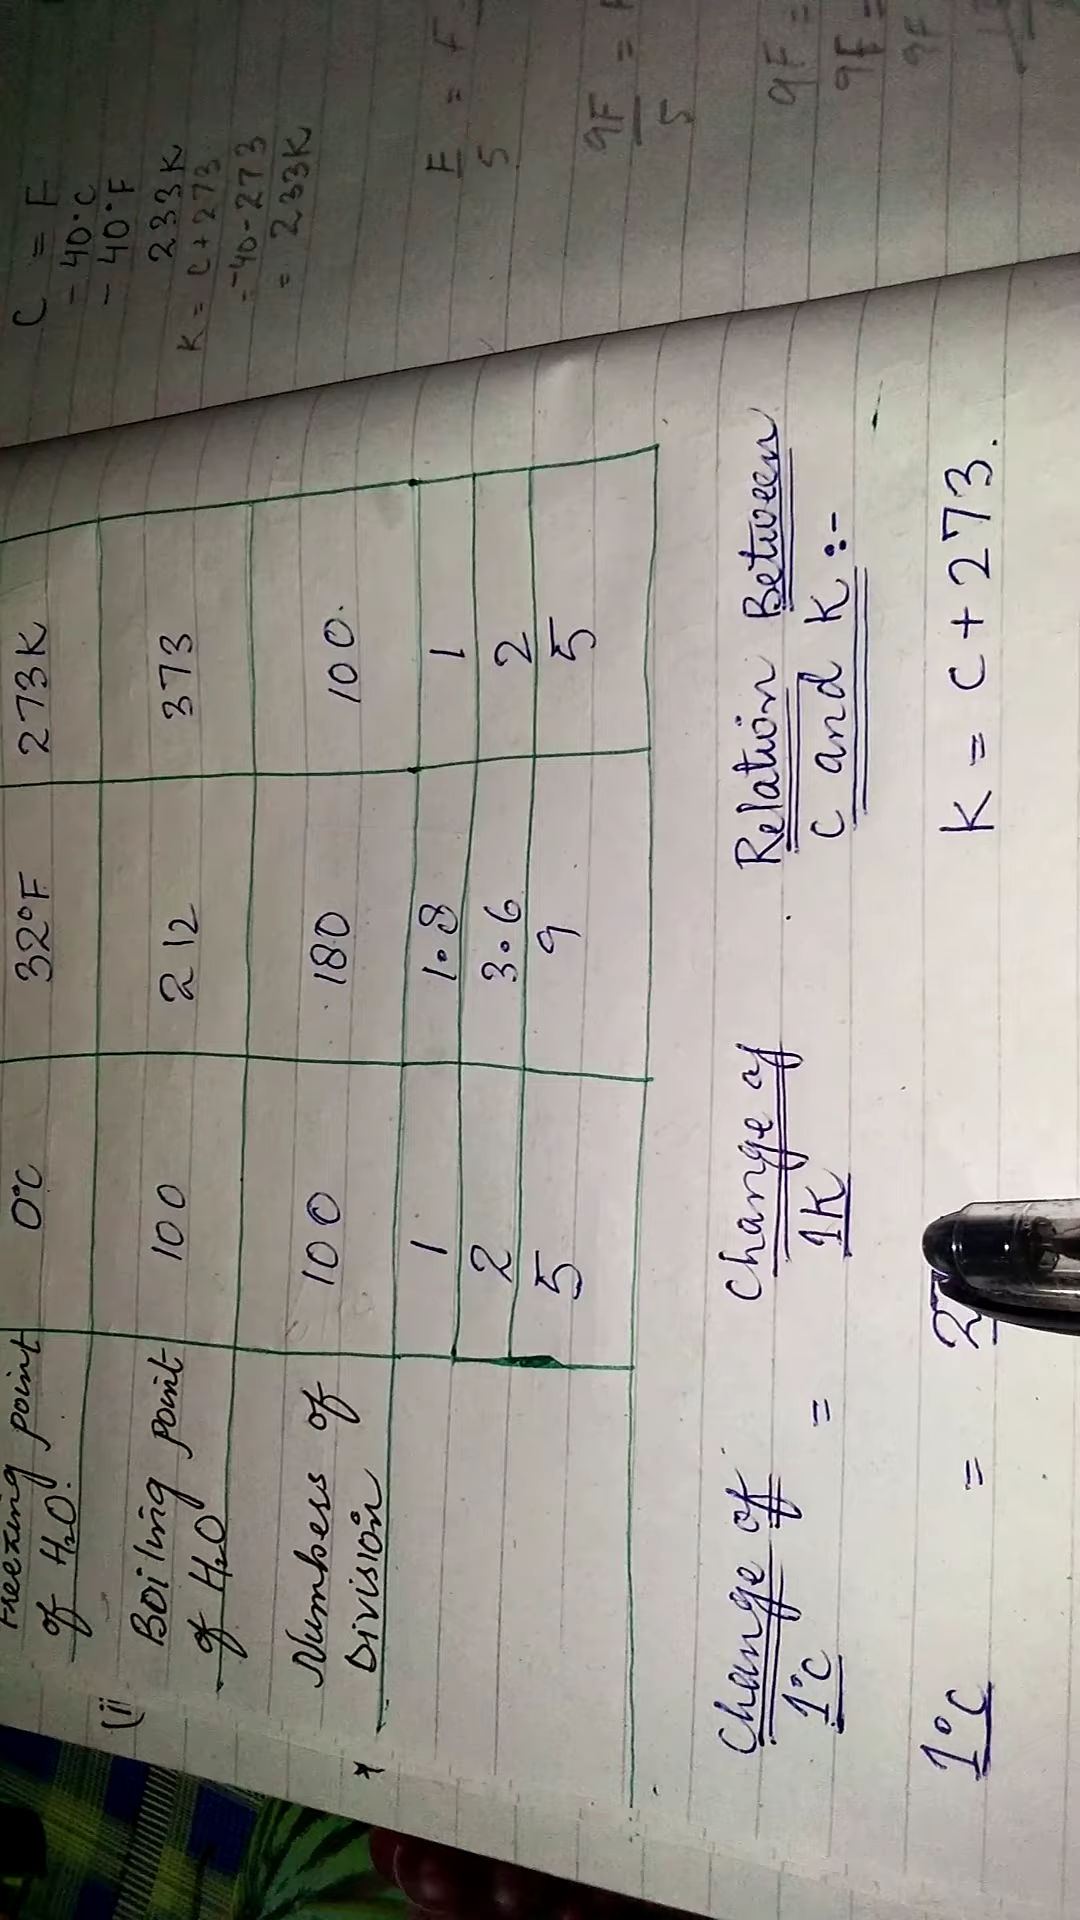 Freezing point 0°C 32°F 273K
of H₂O.
(ii
Boiling point 100 212 373
of H₂O
Numbess of 100 180 100.
Division
*
1 1.8 1
2 3.6 2
5 9 5
Change of Change of Relation Between
1°C = 1K C and K :-
1°C = K = C + 273.
C = F
- 40°C
- 40°F
233K
K = C + 273
= -40-273
= 233K
F/5 = F
9F/5 =
9F =
9F =
9F